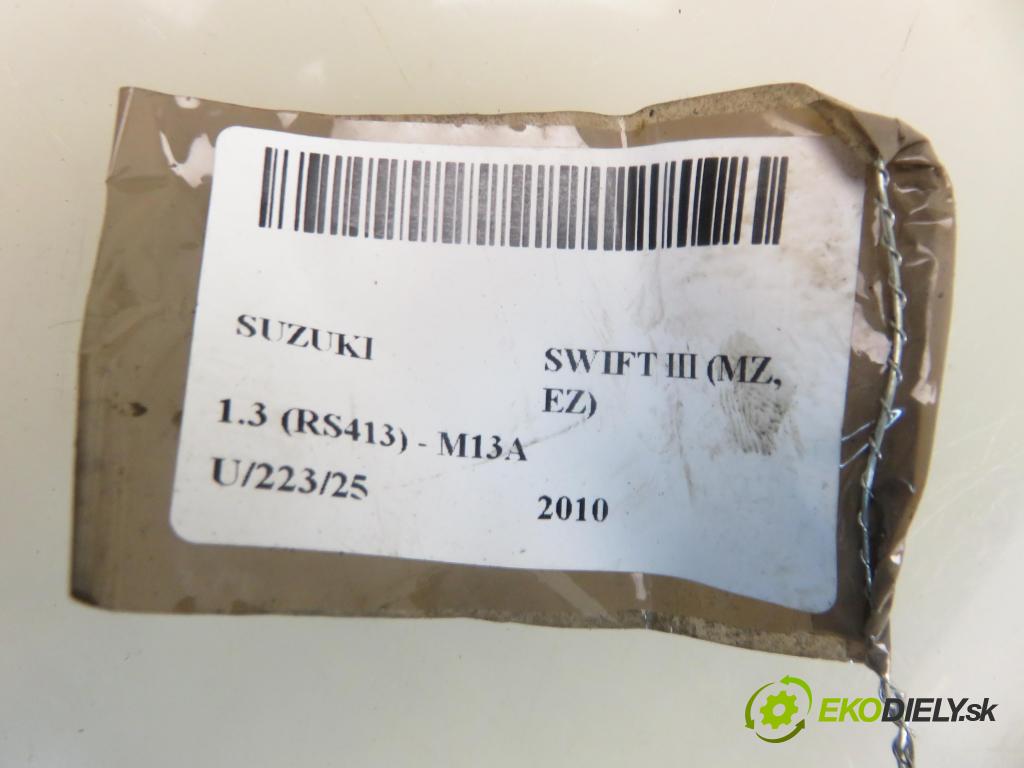 SUZUKI
SWIFT III (MZ,
EZ)
1.3 (RS413) - M13A
U/223/25
2010
EKODIELY.sk